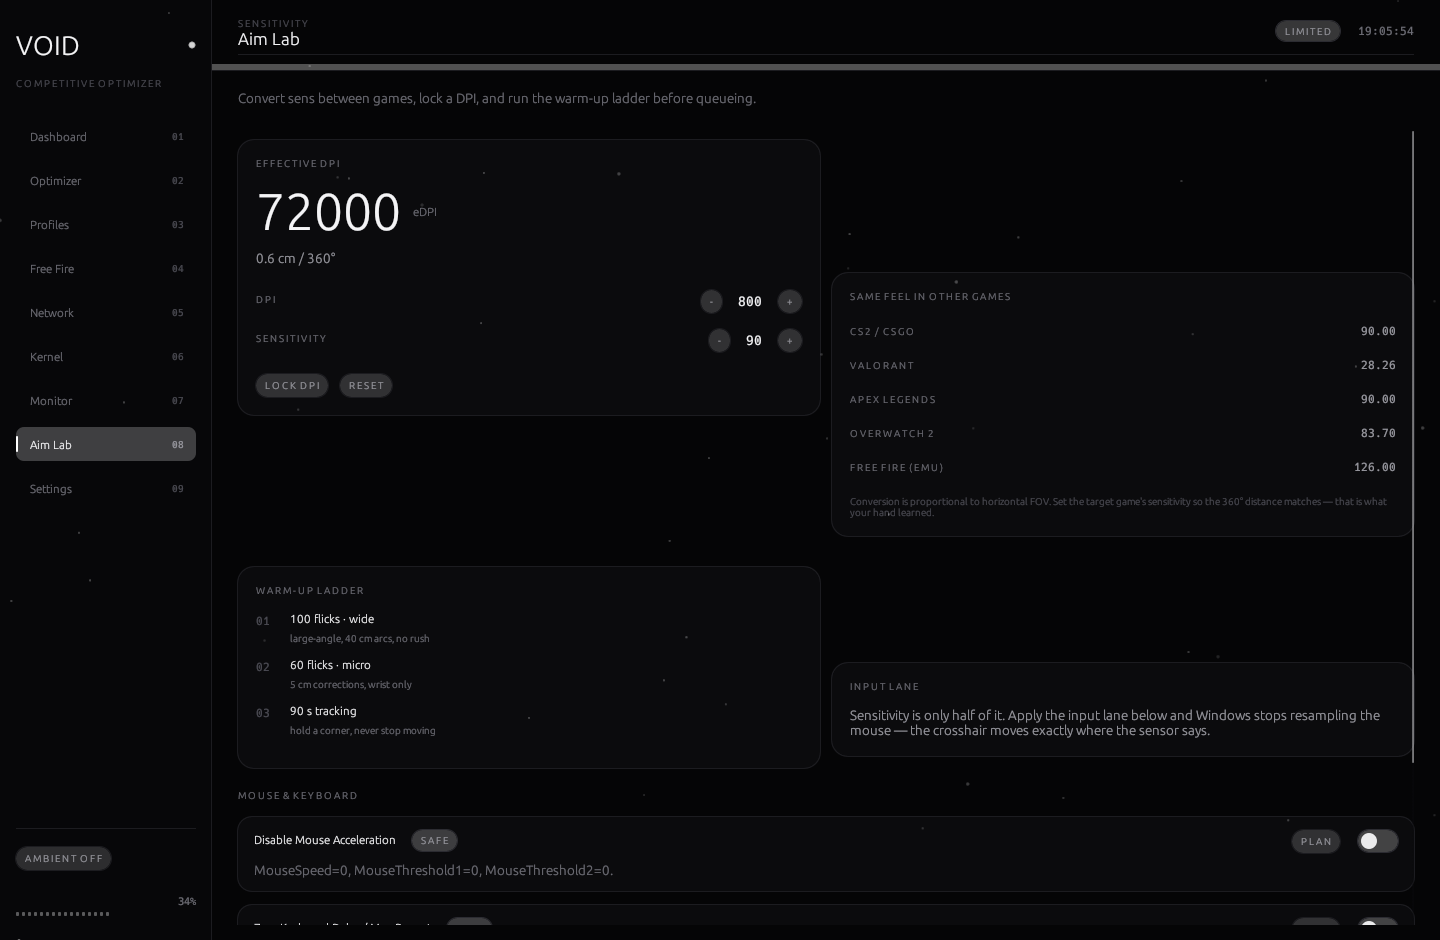 VOID
COMPETITIVE OPTIMIZER
Dashboard 01
Optimizer 02
Profiles 03
Free Fire 04
Network 05
Kernel 06
Monitor 07
Aim Lab 08
Settings 09
AMBIENT OFF
34%
SENSITIVITY
Aim Lab
LIMITED 19:05:54
Convert sens between games, lock a DPI, and run the warm-up ladder before queueing.
EFFECTIVE DPI
72000 eDPI
0.6 cm / 360°
DPI - 800 +
SENSITIVITY - 90 +
LOCK DPI RESET
SAME FEEL IN OTHER GAMES
CS2 / CSGO 90.00
VALORANT 28.26
APEX LEGENDS 90.00
OVERWATCH 2 83.70
FREE FIRE (EMU) 126.00
Conversion is proportional to horizontal FOV. Set the target game's sensitivity so the 360° distance matches — that is what
your hand learned.
WARM-UP LADDER
01 100 flicks · wide
large-angle, 40 cm arcs, no rush
02 60 flicks · micro
5 cm corrections, wrist only
03 90 s tracking
hold a corner, never stop moving
INPUT LANE
Sensitivity is only half of it. Apply the input lane below and Windows stops resampling the
mouse — the crosshair moves exactly where the sensor says.
MOUSE & KEYBOARD
Disable Mouse Acceleration SAFE PLAN
MouseSpeed=0, MouseThreshold1=0, MouseThreshold2=0.